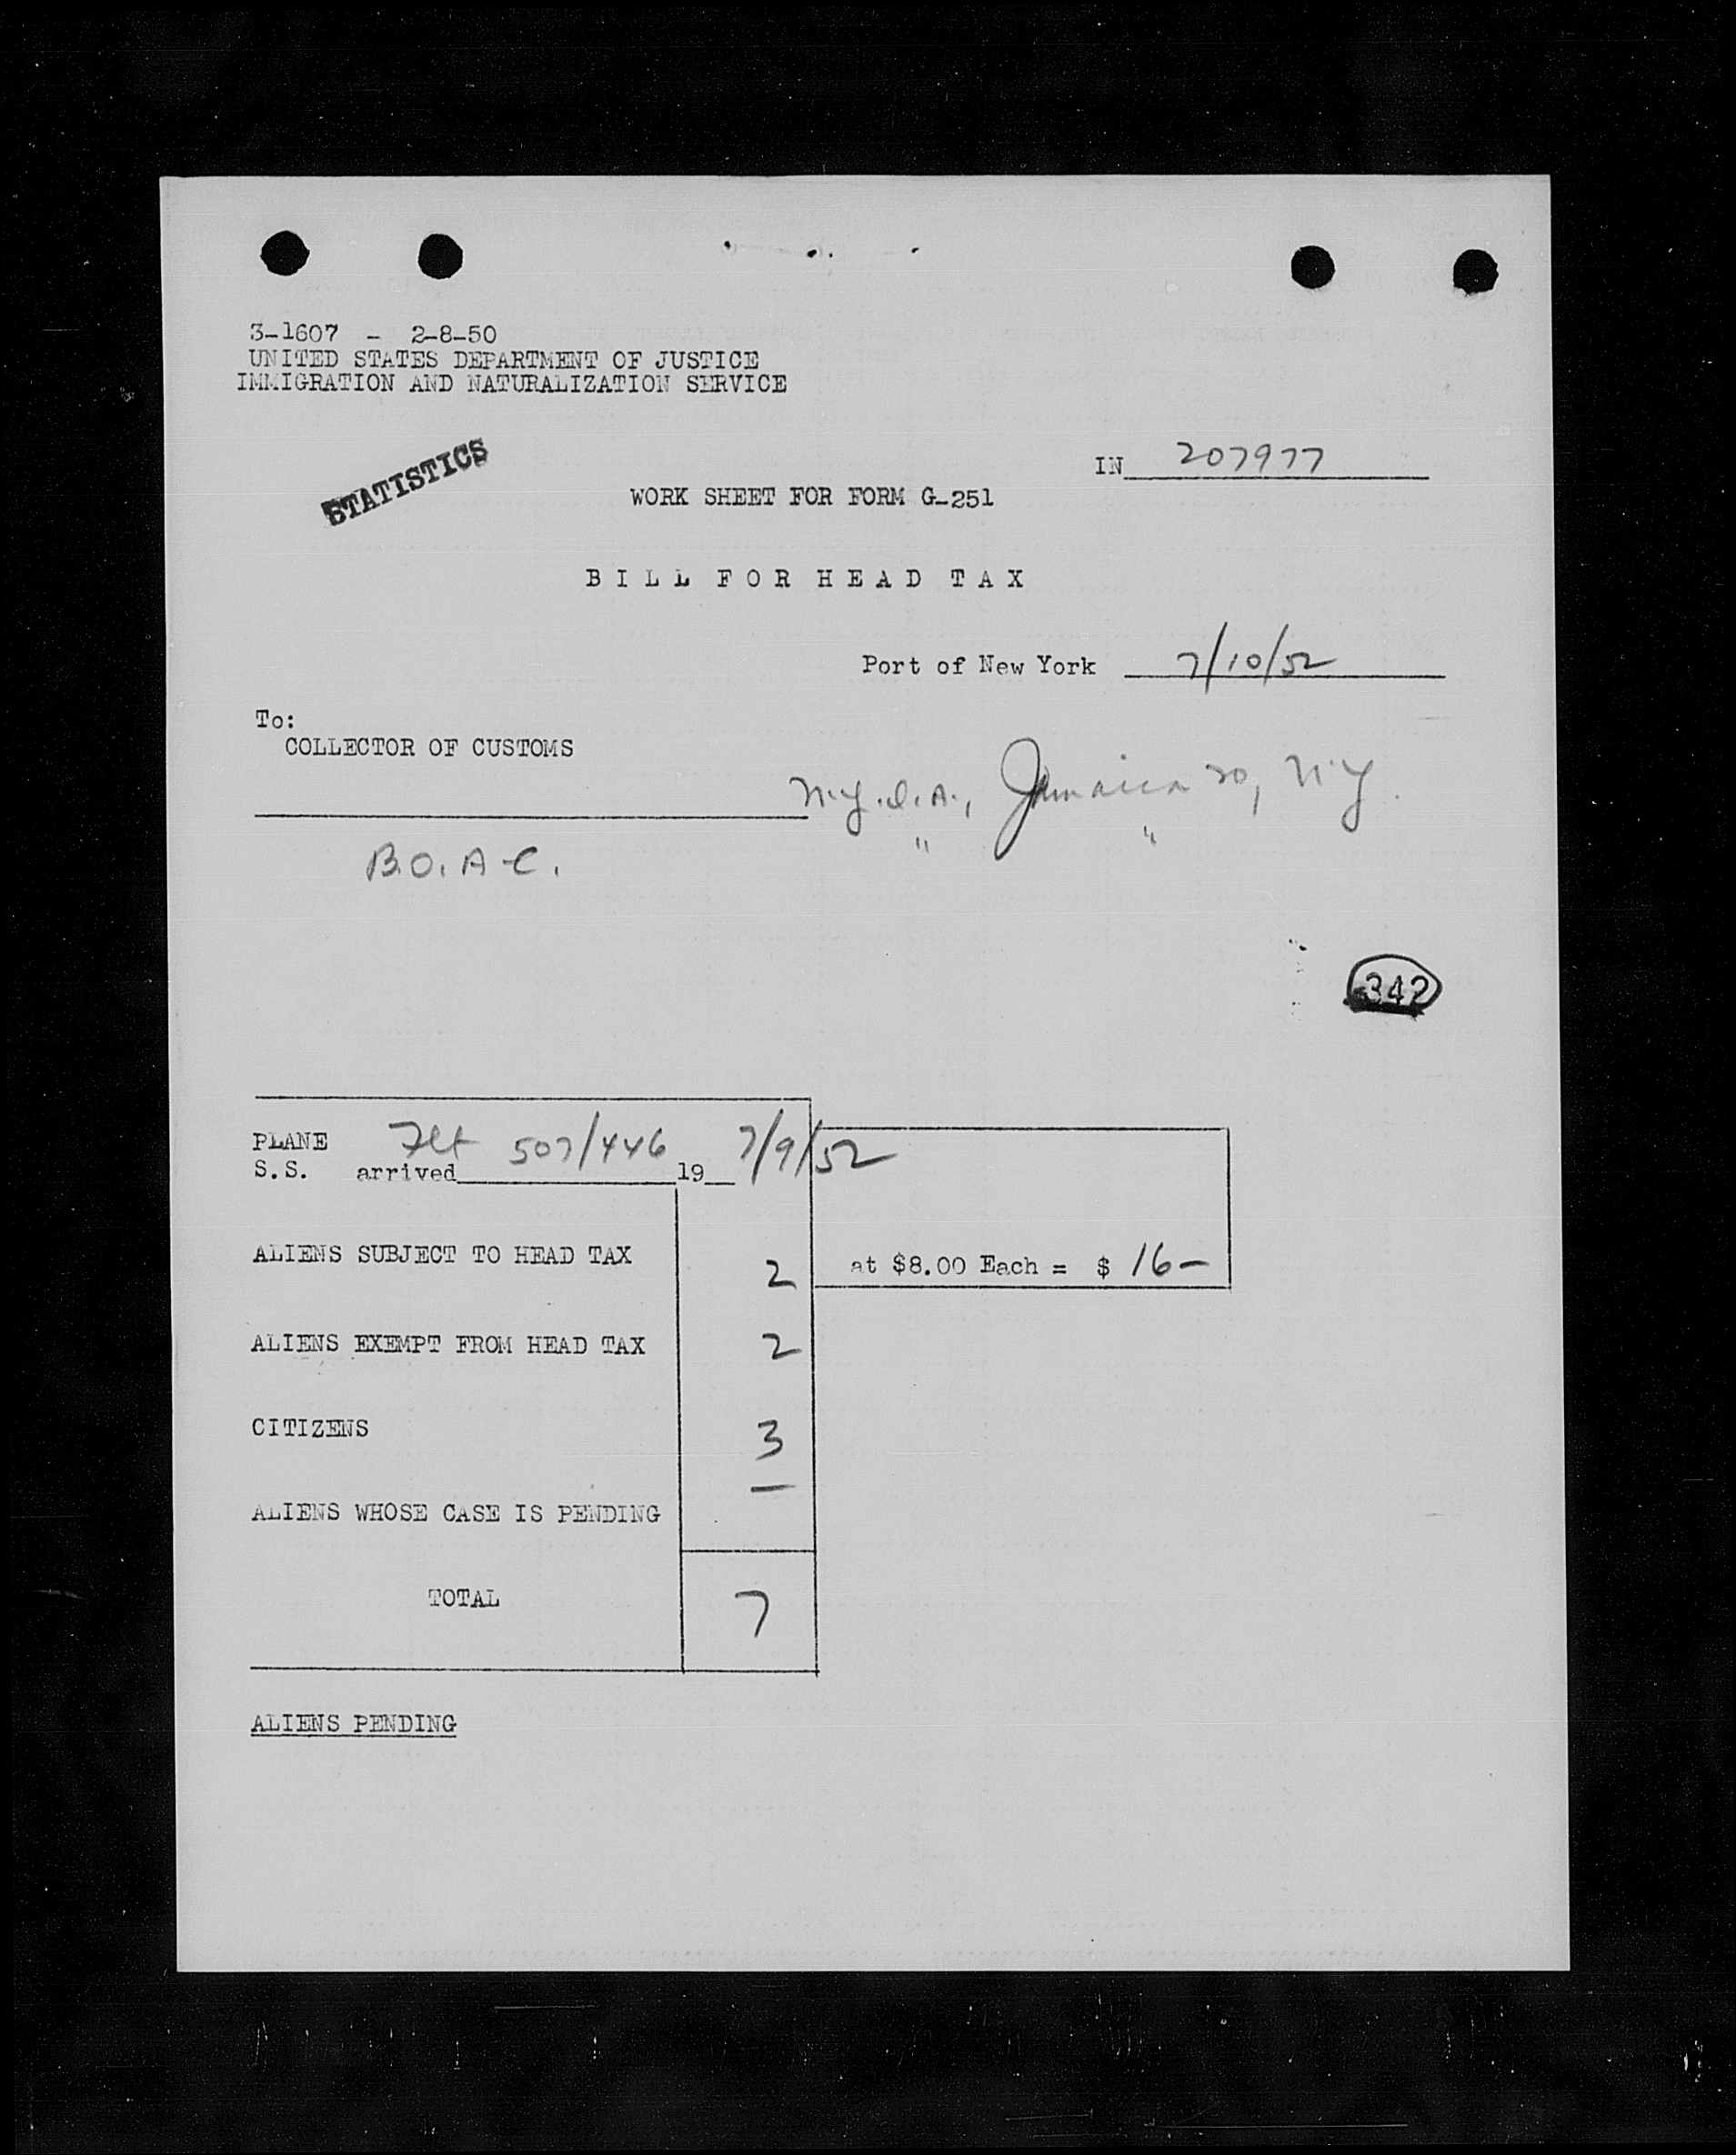 3-1607 - 2-8-50
UNITED STATES DEPARTMENT OF JUSTICE
IMMIGRATION AND NATURALIZATION SERVICE
STATISTICS
IN 207977
WORK SHEET FOR FORM G-251
BILL FOR HEAD TAX
Port of New York 7/10/52
To:
COLLECTOR OF CUSTOMS
N.Y.I.A., Jamaica 30, N.Y.
" "
B.O.A.C.
342
PLANE Flt 507/446 7/9/52
S.S. arrived 19
ALIENS SUBJECT TO HEAD TAX 2 at $8.00 Each = $ 16-
ALIENS EXEMPT FROM HEAD TAX 2
CITIZENS 3
ALIENS WHOSE CASE IS PENDING —
TOTAL 7
ALIENS PENDING